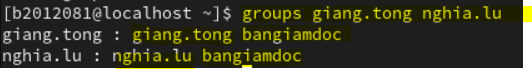 [b2012081@localhost ~]$ groups giang.tong nghia.lu
giang.tong : giang.tong bangiamdoc
nghia.lu : nghia.lu bangiamdoc